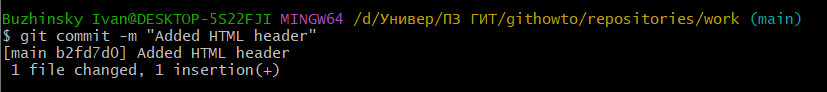 Buzhinsky Ivan@DESKTOP-5S22FJI MINGW64 /d/Универ/ПЗ ГИТ/githowto/repositories/work (main)
$ git commit -m "Added HTML header"
[main b2fd7d0] Added HTML header
 1 file changed, 1 insertion(+)